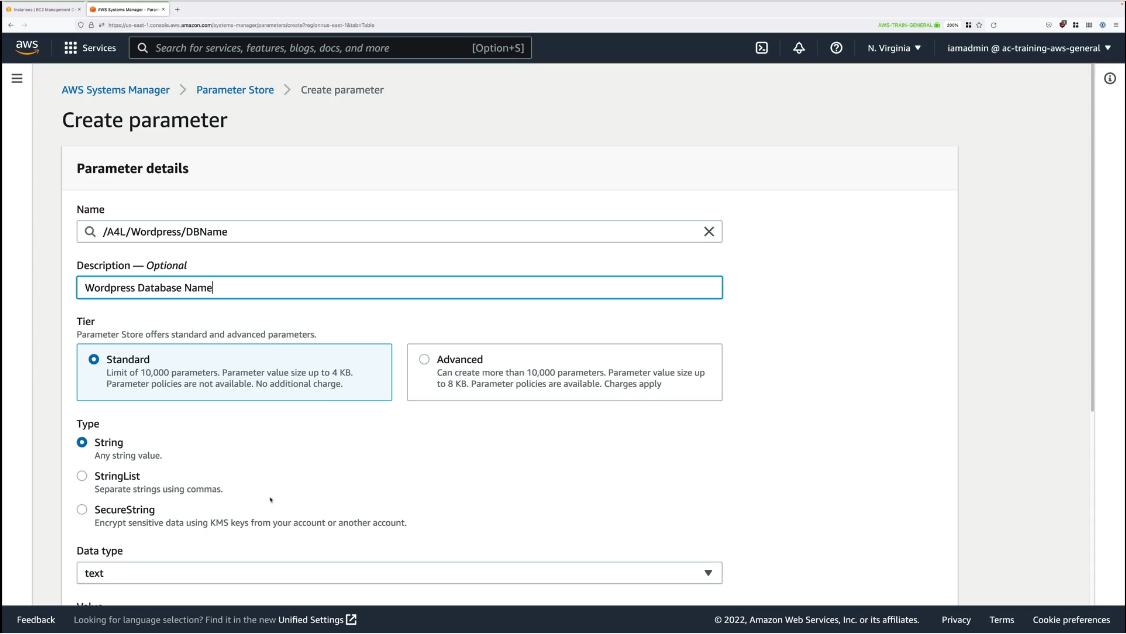 Instances | EC2 Management C
AWS Systems Manager - Param
https://us-east-1.console.aws.amazon.com/systems-manager/parameters/create?region=us-east-1&tab=Table
AWS-TRAIN-GENERAL
200%
aws
Services
Search for services, features, blogs, docs, and more
[Option+S]
N. Virginia
iamadmin @ ac-training-aws-general
AWS Systems Manager
Parameter Store
Create parameter
Create parameter
Parameter details
Name
/A4L/Wordpress/DBName
Description — Optional
Wordpress Database Name
Tier
Parameter Store offers standard and advanced parameters.
Standard
Limit of 10,000 parameters. Parameter value size up to 4 KB.
Parameter policies are not available. No additional charge.
Advanced
Can create more than 10,000 parameters. Parameter value size up
to 8 KB. Parameter policies are available. Charges apply
Type
String
Any string value.
StringList
Separate strings using commas.
SecureString
Encrypt sensitive data using KMS keys from your account or another account.
Data type
text
Value
Feedback
Looking for language selection? Find it in the new Unified Settings
© 2022, Amazon Web Services, Inc. or its affiliates.
Privacy
Terms
Cookie preferences